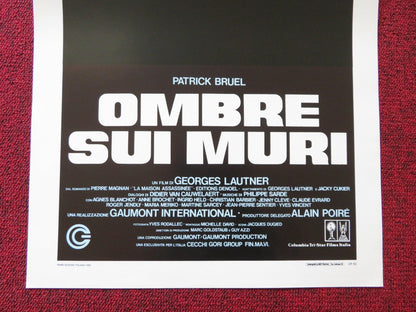 PATRICK BRUEL
OMBRE
SUI MURI
UN FILM DI GEORGES LAUTNER
DAL ROMANZO DI PIERRE MAGNAN "LA MAISON ASSASSINEE" EDITIONS DENOEL - ADATTAMENTO DI GEORGES LAUTNER E JACKY CUKIER
DIALOGHI DI DIDIER VAN CAUWELAERT MUSICHE DI PHILIPPE SARDE
CON AGNES BLANCHOT · ANNE BROCHET · INGRID HELD · CHRISTIAN BARBIER · JENNY CLEVE · CLAUDE EVRARD
ROGER JENDLY · MARIA MERIKO · MARTINE SARCEY · JEAN-PIERRE SENTIER · YVES VINCENT
UNA REALIZZAZIONE GAUMONT INTERNATIONAL PRODUTTORE DELEGATO ALAIN POIRÉ
FOTOGRAFIA YVES RODALLEC MONTAGGIO MICHELLE DAVID SCENE JACQUES DUGIED
DIRETTORI DI PRODUZIONE MARC GOLDSTAUB E GUY AZZI
UNA COPRODUZIONE GAUMONT-GAUMONT PRODUCTION
UNA ESCLUSIVITA PER L'ITALIA CECCHI GORI GROUP FIN.MA.VI.
Columbia Tri-Star Films Italia